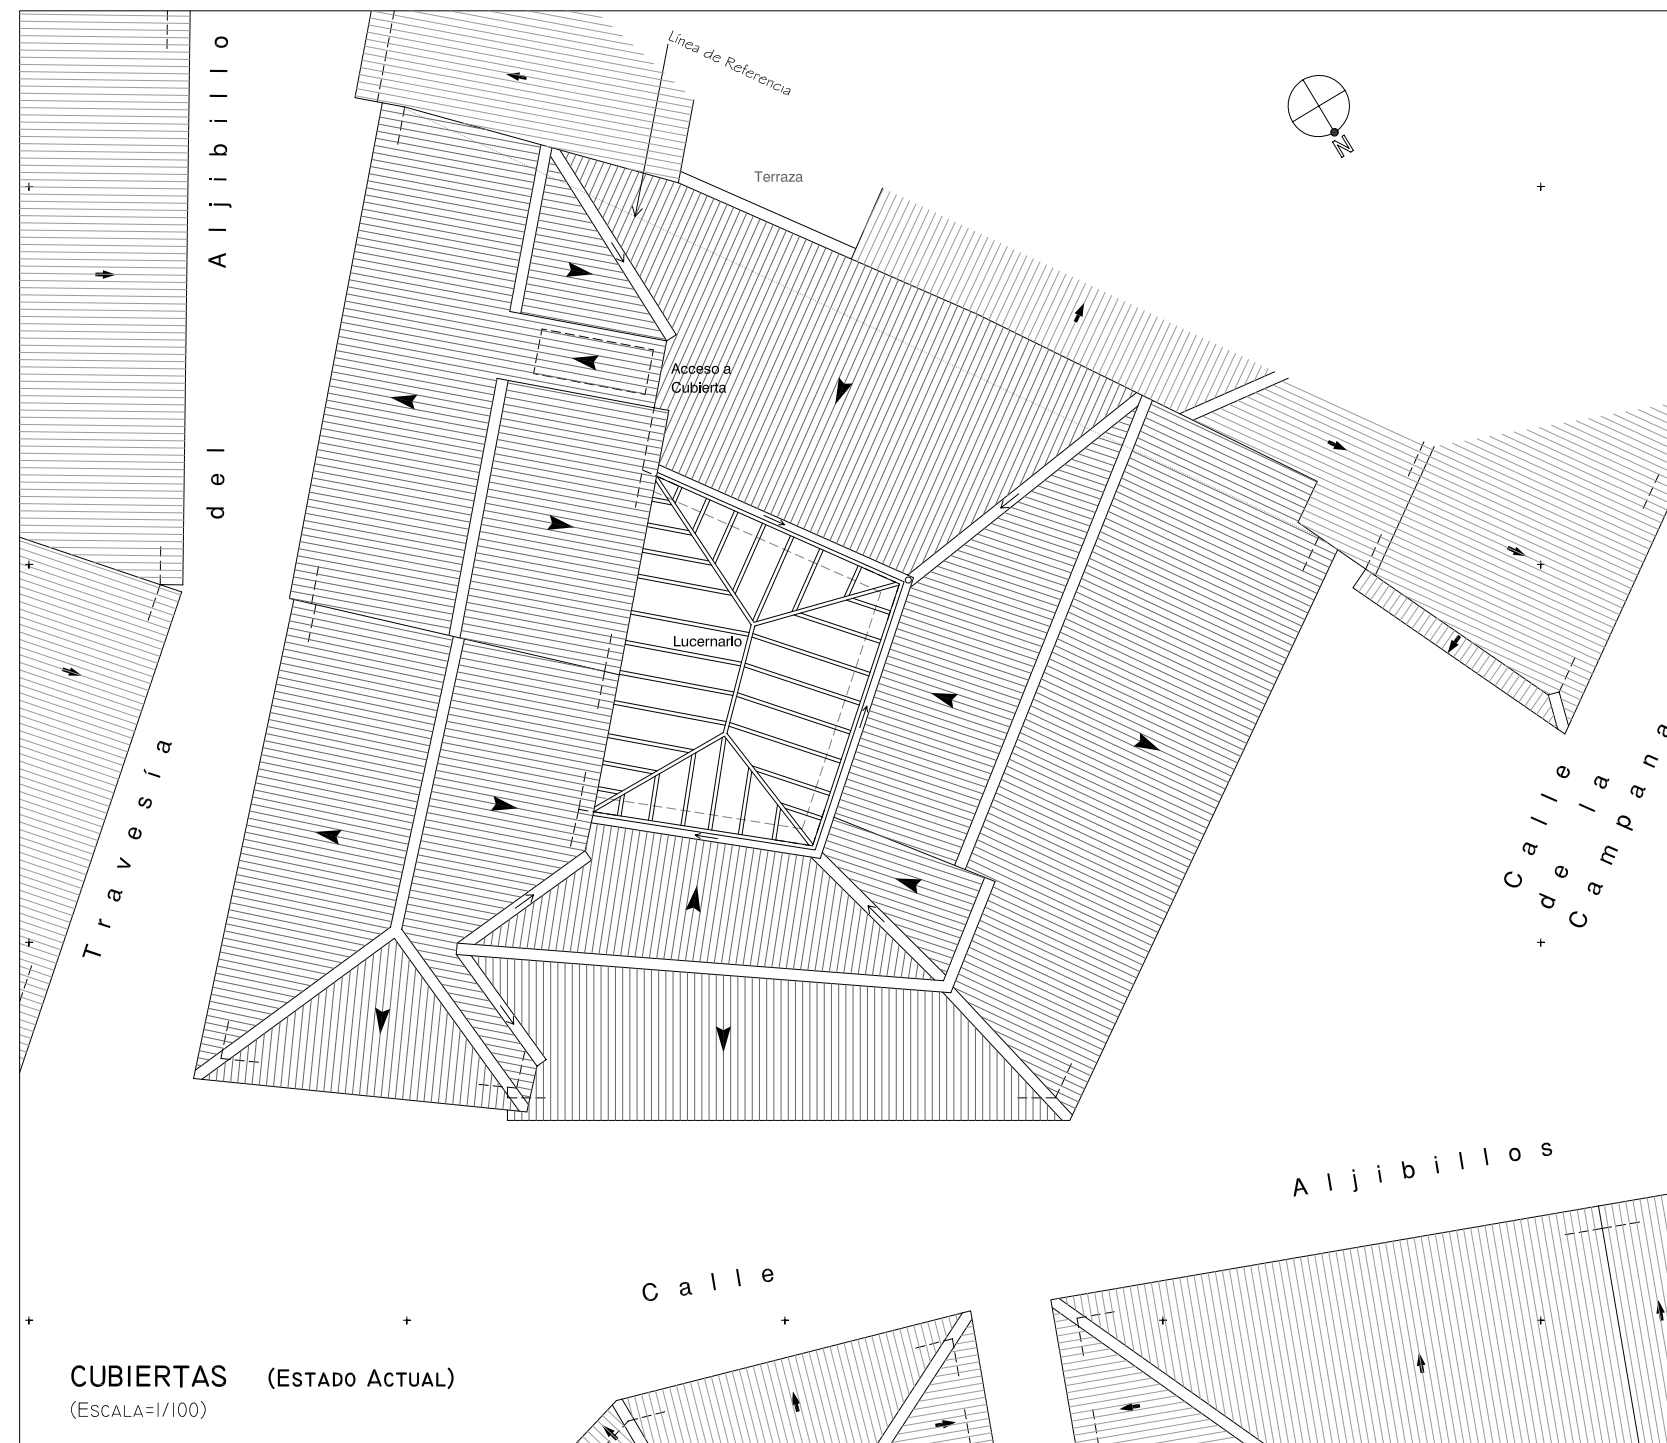 Línea de Referencia
N
Terraza
Acceso a
Cubierta
Lucernario
Travesía del Aljibillo
Calle
de la
Campana
Calle Aljibillos
CUBIERTAS (ESTADO ACTUAL)
(ESCALA=1/100)